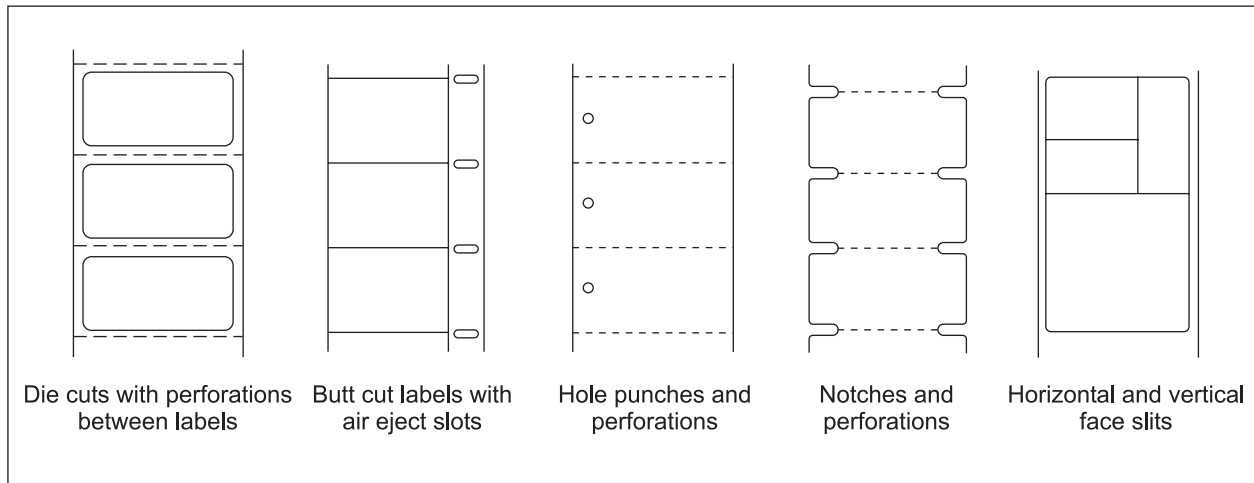 Die cuts with perforations
between labels
Butt cut labels with
air eject slots
Hole punches and
perforations
Notches and
perforations
Horizontal and vertical
face slits